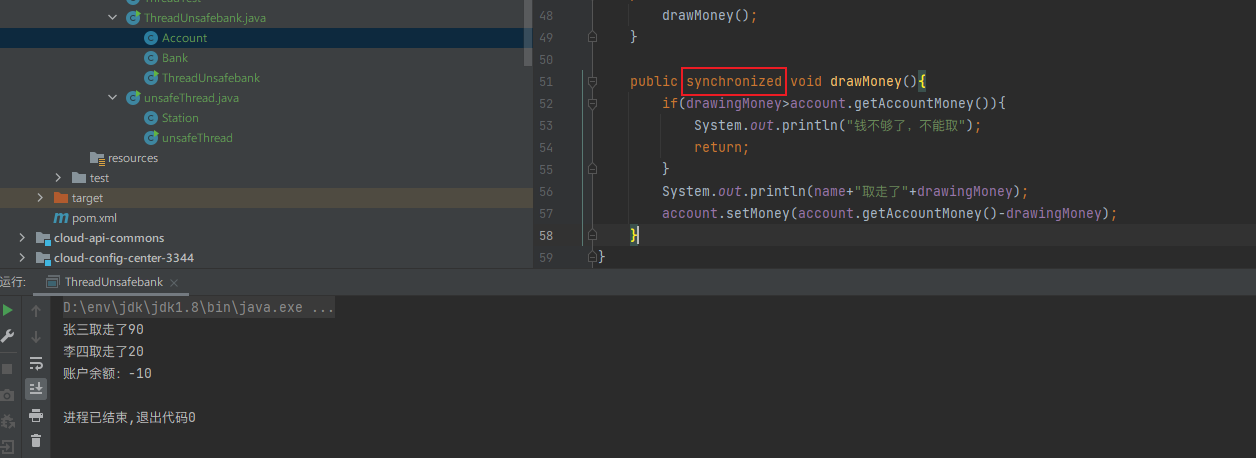 ThreadUnsafebank.java
Account
Bank
ThreadUnsafebank
unsafeThread.java
Station
unsafeThread
resources
test
target
pom.xml
cloud-api-commons
cloud-config-center-3344
48 drawMoney();
49 }
50
51 public synchronized void drawMoney(){
52 if(drawingMoney>account.getAccountMoney()){
53 System.out.println("钱不够了，不能取");
54 return;
55 }
56 System.out.println(name+"取走了"+drawingMoney);
57 account.setMoney(account.getAccountMoney()-drawingMoney);
58 }
59 }
运行: ThreadUnsafebank
D:\env\jdk\jdk1.8\bin\java.exe ...
张三取走了90
李四取走了20
账户余额：-10
进程已结束,退出代码0